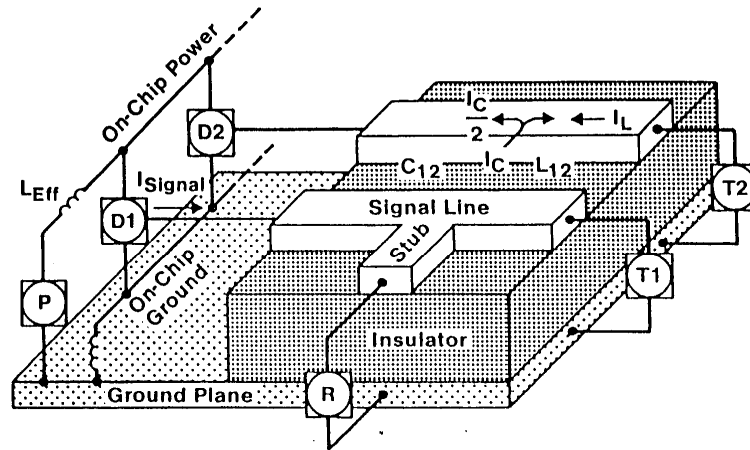 On-Chip Power
D2
I_C
2
I_L
L_Eff
I_Signal
C_12
I_C
L_12
T2
D1
Signal Line
Stub
T1
P
On-Chip
Ground
Insulator
Ground Plane
R